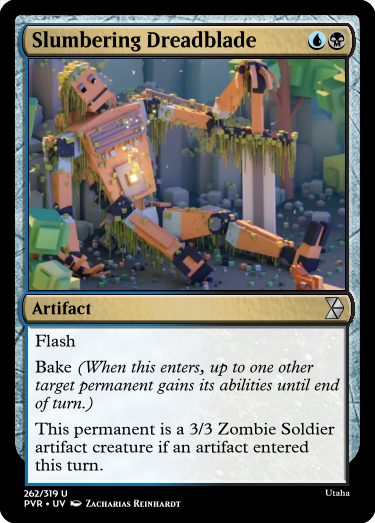 Slumbering Dreadblade
Artifact
Flash
Bake (When this enters, up to one other
target permanent gains its abilities until end
of turn.)
This permanent is a 3/3 Zombie Soldier
artifact creature if an artifact entered
this turn.
262/319 U
Utaha
PVR • UV Zacharias Reinhardt